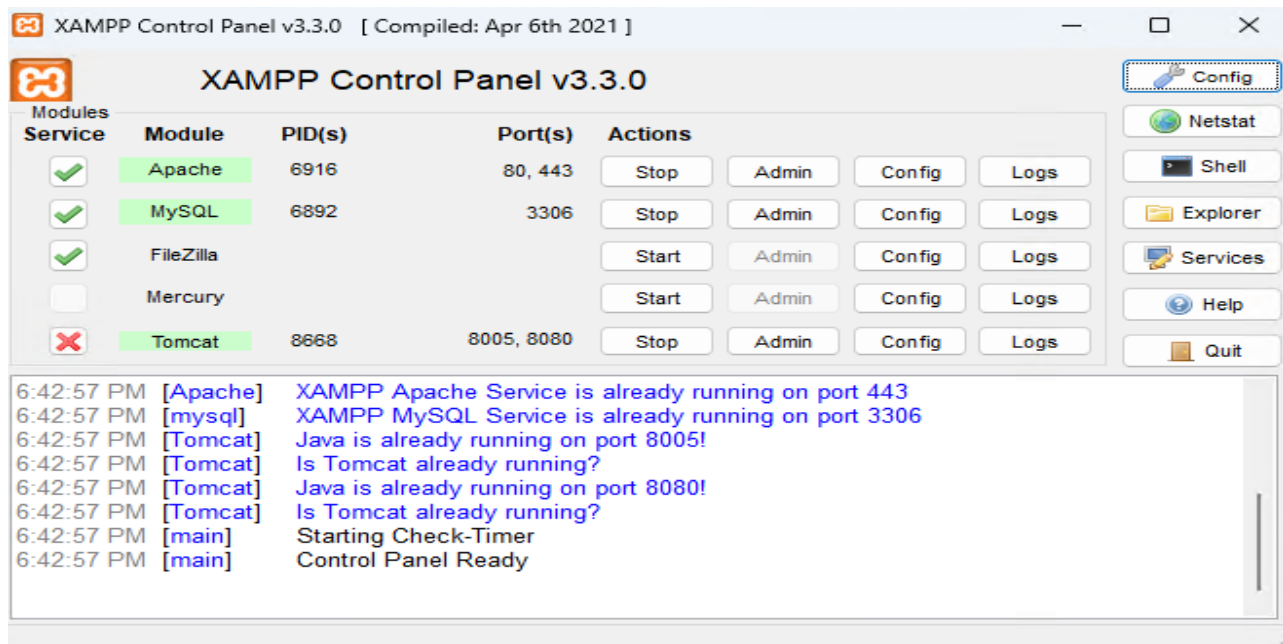 XAMPP Control Panel v3.3.0 [ Compiled: Apr 6th 2021 ]
XAMPP Control Panel v3.3.0
Config
Modules
Service Module PID(s) Port(s) Actions
Netstat
Apache 6916 80, 443 Stop Admin Config Logs
Shell
MySQL 6892 3306 Stop Admin Config Logs
Explorer
FileZilla Start Admin Config Logs
Services
Mercury Start Admin Config Logs
Help
Tomcat 8668 8005, 8080 Stop Admin Config Logs
Quit
6:42:57 PM [Apache] XAMPP Apache Service is already running on port 443
6:42:57 PM [mysql] XAMPP MySQL Service is already running on port 3306
6:42:57 PM [Tomcat] Java is already running on port 8005!
6:42:57 PM [Tomcat] Is Tomcat already running?
6:42:57 PM [Tomcat] Java is already running on port 8080!
6:42:57 PM [Tomcat] Is Tomcat already running?
6:42:57 PM [main] Starting Check-Timer
6:42:57 PM [main] Control Panel Ready